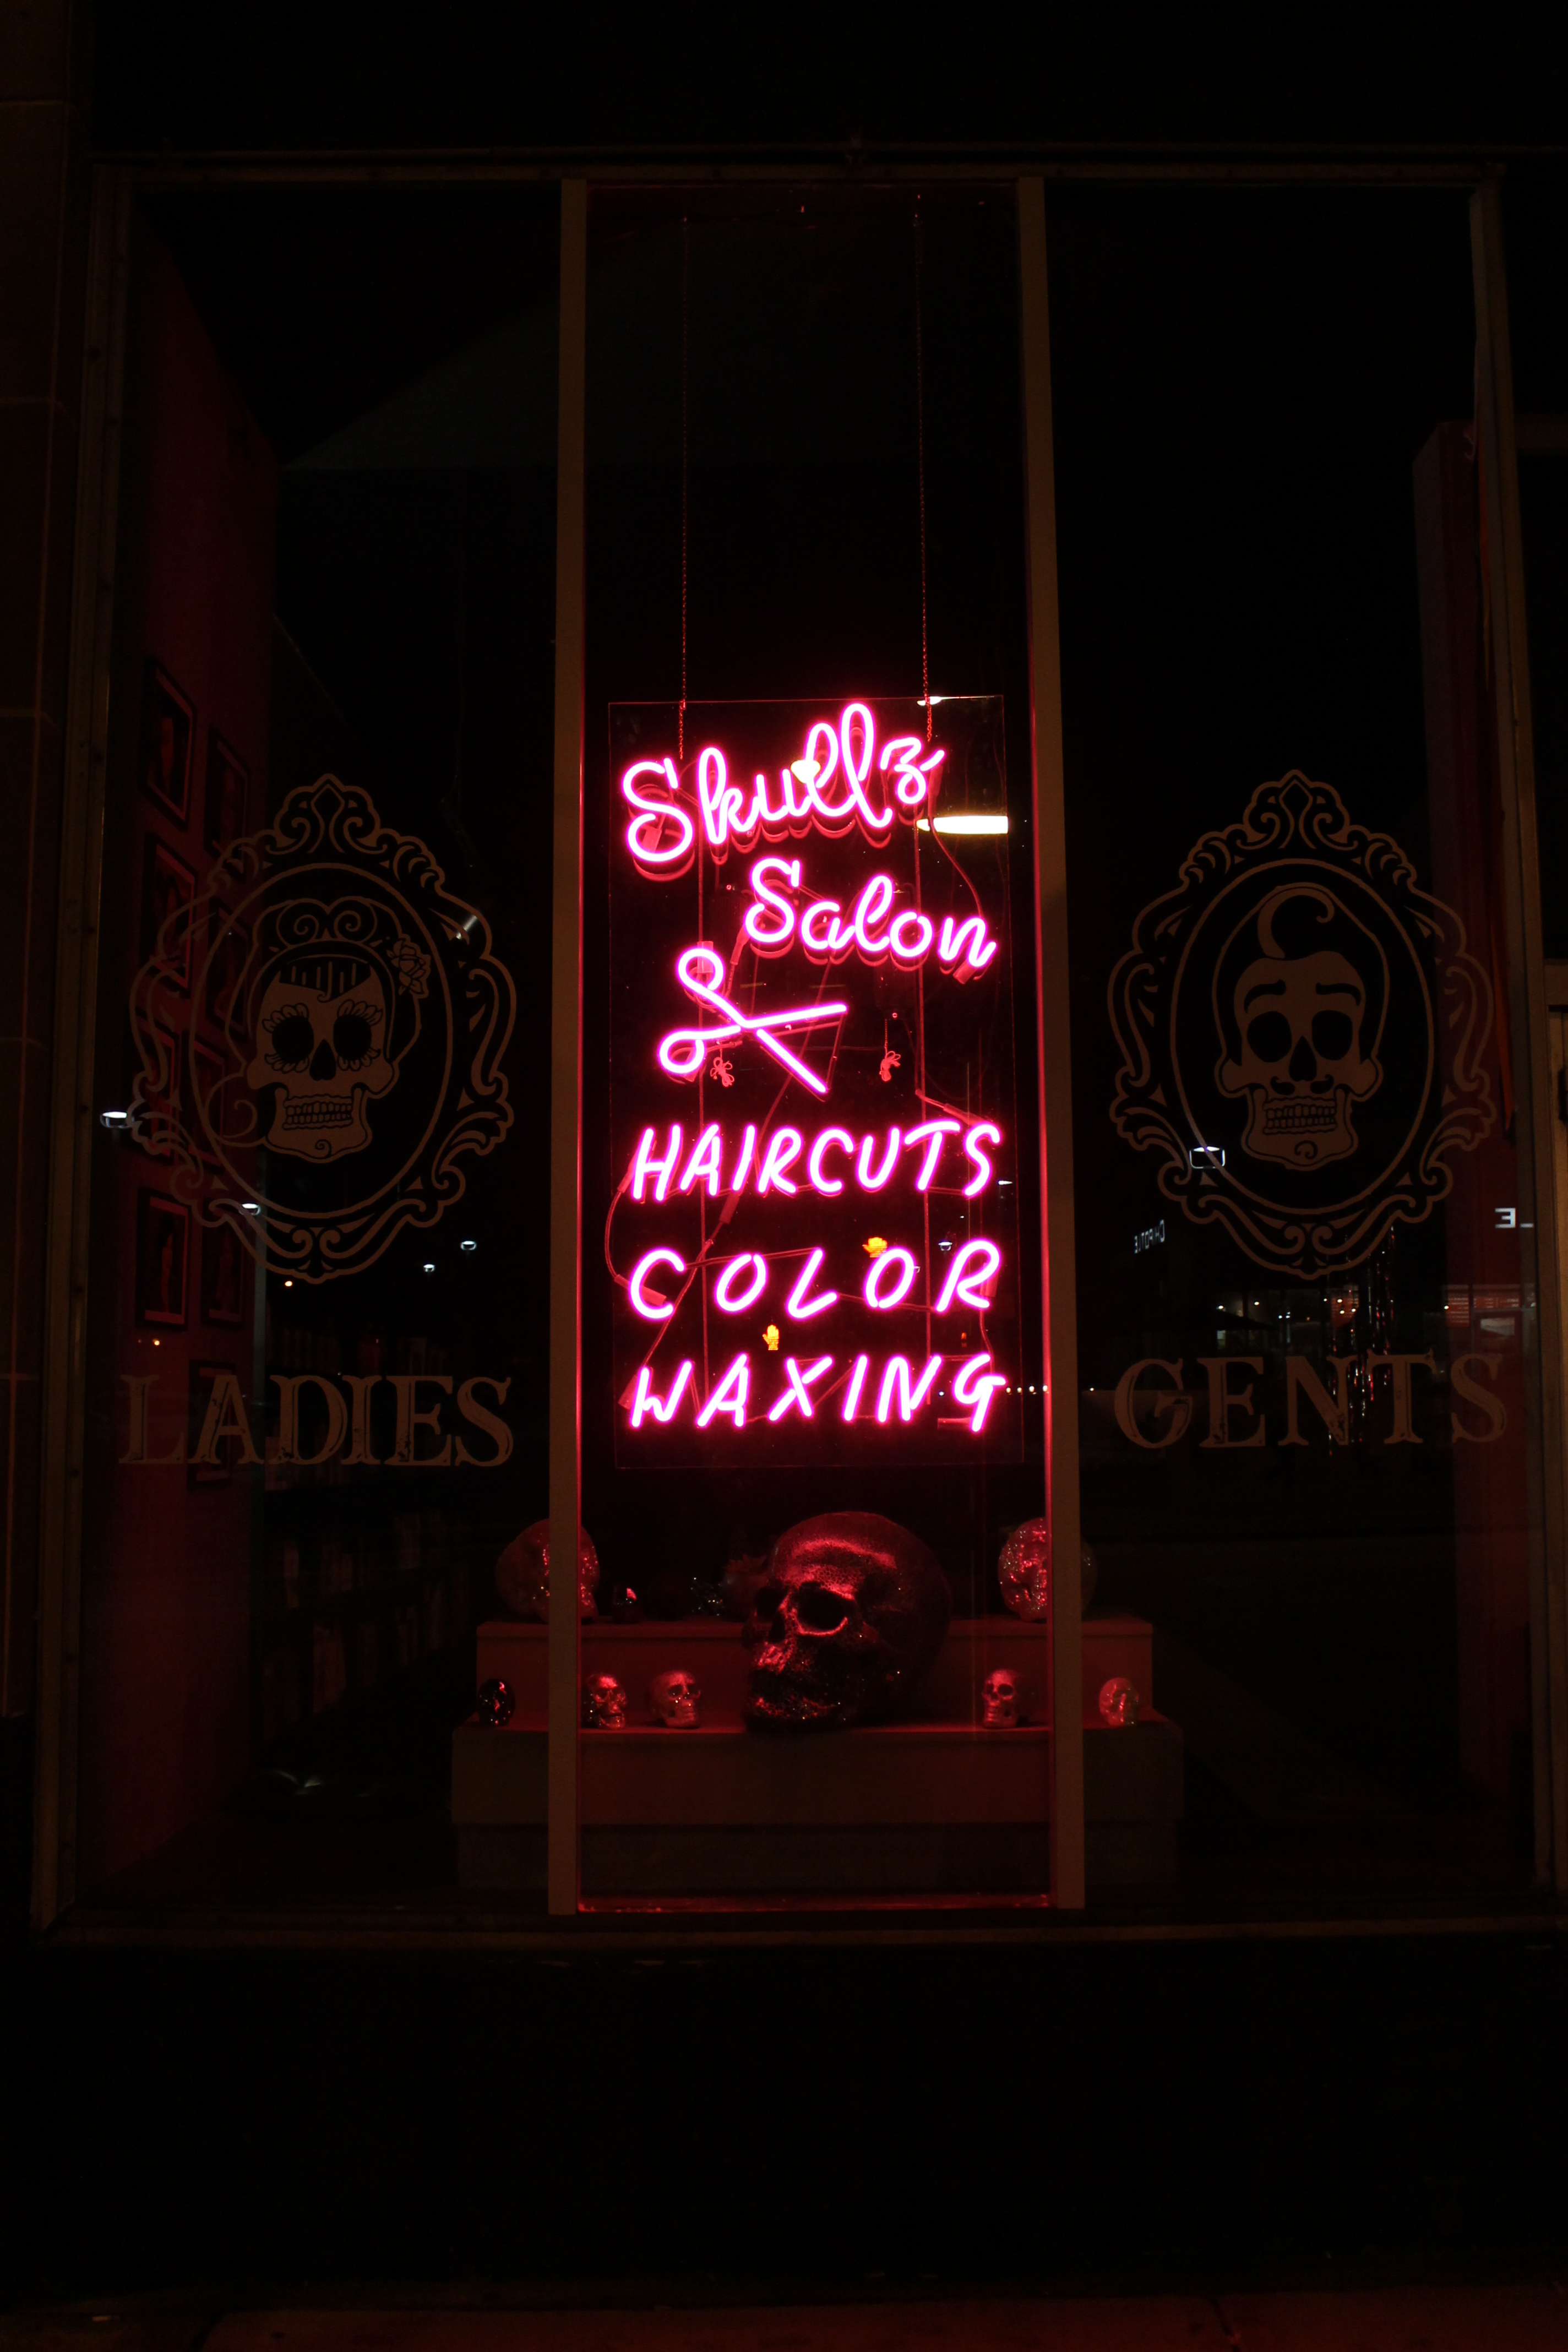 Skullz
Salon
HAIRCUTS
COLOR
WAXING
LADIES
GENTS